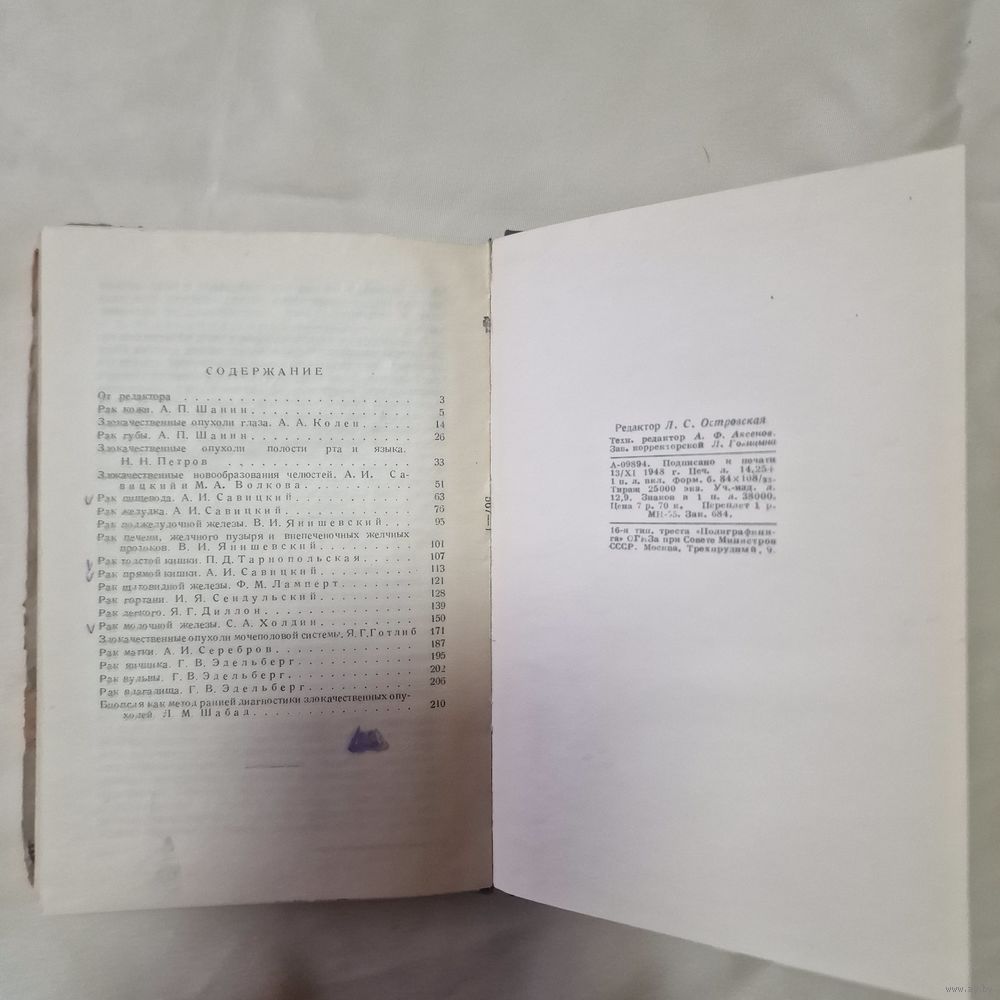 СОДЕРЖАНИЕ
От редактора . . . 3
Рак кожи. А. П. Шанин . . . 5
Злокачественные опухоли глаза. А. А. Колен . . . 14
Рак губы. А. П. Шанин . . . 26
Злокачественные опухоли полости рта и языка.
Н. Н. Петров . . . 33
Злокачественные новообразования челюстей. А. И. Са-
вицкий и М. А. Волкова . . . 51
Рак пищевода. А. И. Савицкий . . . 63
Рак желудка. А. И. Савицкий . . . 76
Рак поджелудочной железы. В. И. Янишевский . . . 95
Рак печени, желчного пузыря и внепеченочных желчных
протоков. В. И. Янишевский . . . 101
Рак толстой кишки. П. Д. Тарнопольская . . . 107
Рак прямой кишки. А. И. Савицкий . . . 113
Рак щитовидной железы. Ф. М. Ламперт . . . 121
Рак гортани. И. Я. Сендульский . . . 128
Рак легкого. Я. Г. Диллон . . . 139
Рак молочной железы. С. А. Холдин . . . 150
Злокачественные опухоли мочеполовой системы. Я. Г. Готлиб 171
Рак матки. А. И. Серебров . . . 187
Рак яичника. Г. В. Эдельберг . . . 195
Рак вульвы. Г. В. Эдельберг . . . 202
Рак влагалища. Г. В. Эдельберг . . . 206
Биопсия как метод ранней диагностики злокачественных опу-
холей. Л. М. Шабад . . . 210
Редактор Л. С. Островская
Техн. редактор А. Ф. Аксенов.
Зав. корректорской Л. Голицына
А-09894. Подписано к печати
13/XI 1948 г. Печ. л. 14,25+
1 п. л. вкл. Форм. б. 84×108/32.
Тираж 25000 экз. Уч.-изд. л.
12,9. Знаков в 1 п. л. 38000.
Цена 7 р. 70 к. Переплет 1 р.
МН-55. Зак. 684.
16-я тип. треста «Полиграфкни-
га» ОГИЗа при Совете Министров
СССР. Москва, Трехпрудный, 9.